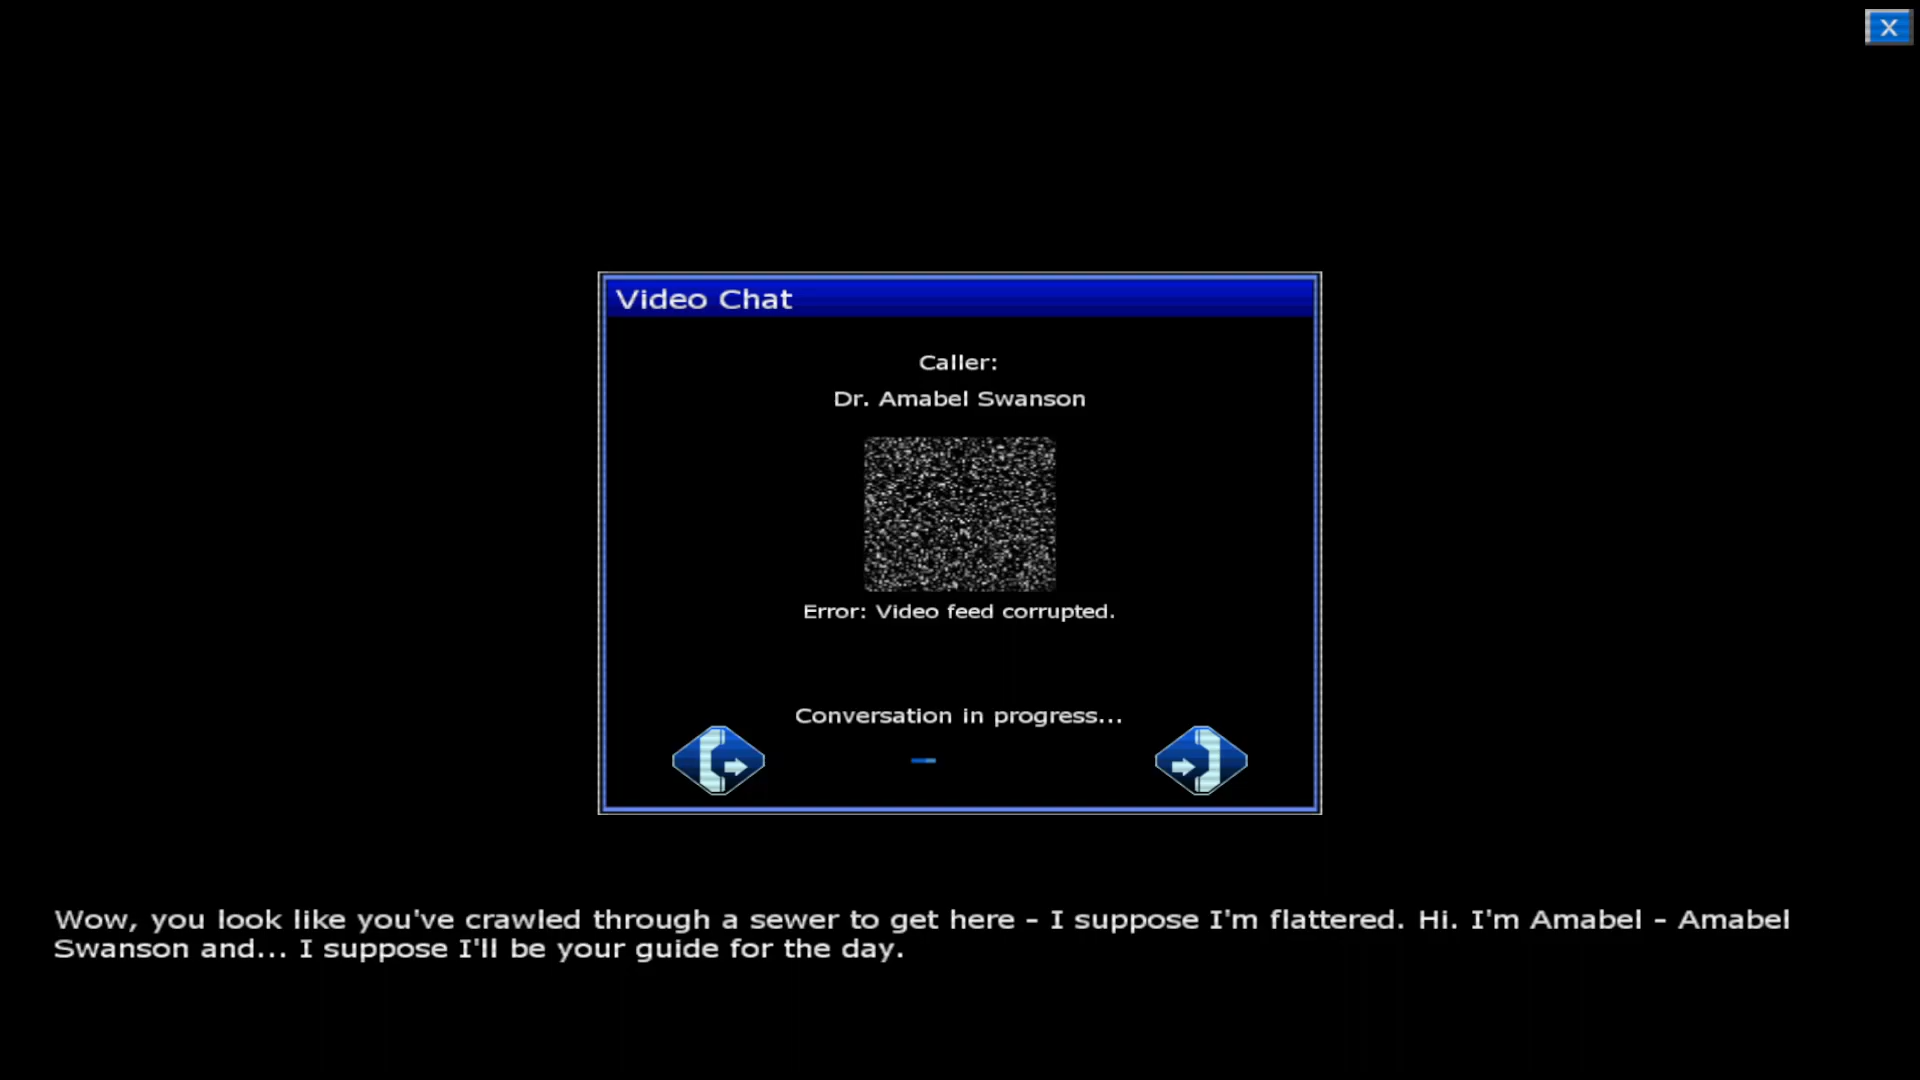 X
Video Chat
Caller:
Dr. Amabel Swanson
Error: Video feed corrupted.
Conversation in progress...
Wow, you look like you've crawled through a sewer to get here - I suppose I'm flattered. Hi. I'm Amabel - Amabel
Swanson and... I suppose I'll be your guide for the day.